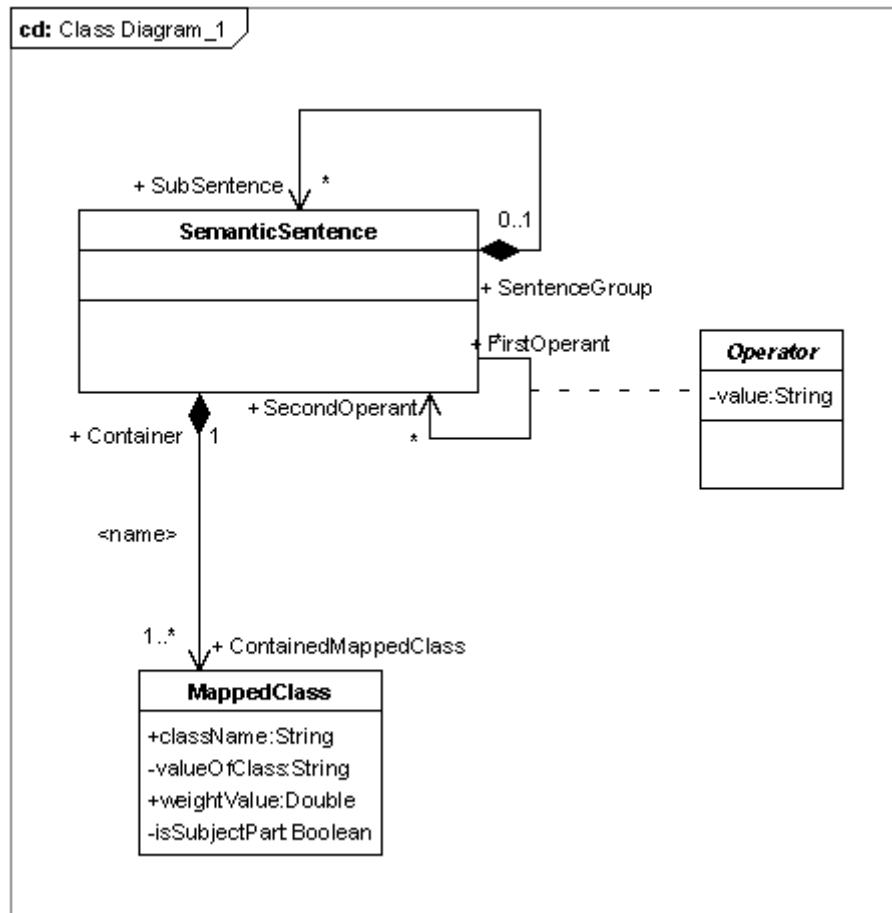 cd: Class Diagram_1
+ SubSentence
*
SemanticSentence
0..1
+ SentenceGroup
*
+ FirstOperant
Operator
-value:String
+ SecondOperant
*
+ Container
1
<name>
1..*
+ ContainedMappedClass
MappedClass
+className:String
-valueOfClass:String
+weightValue:Double
-isSubjectPart:Boolean